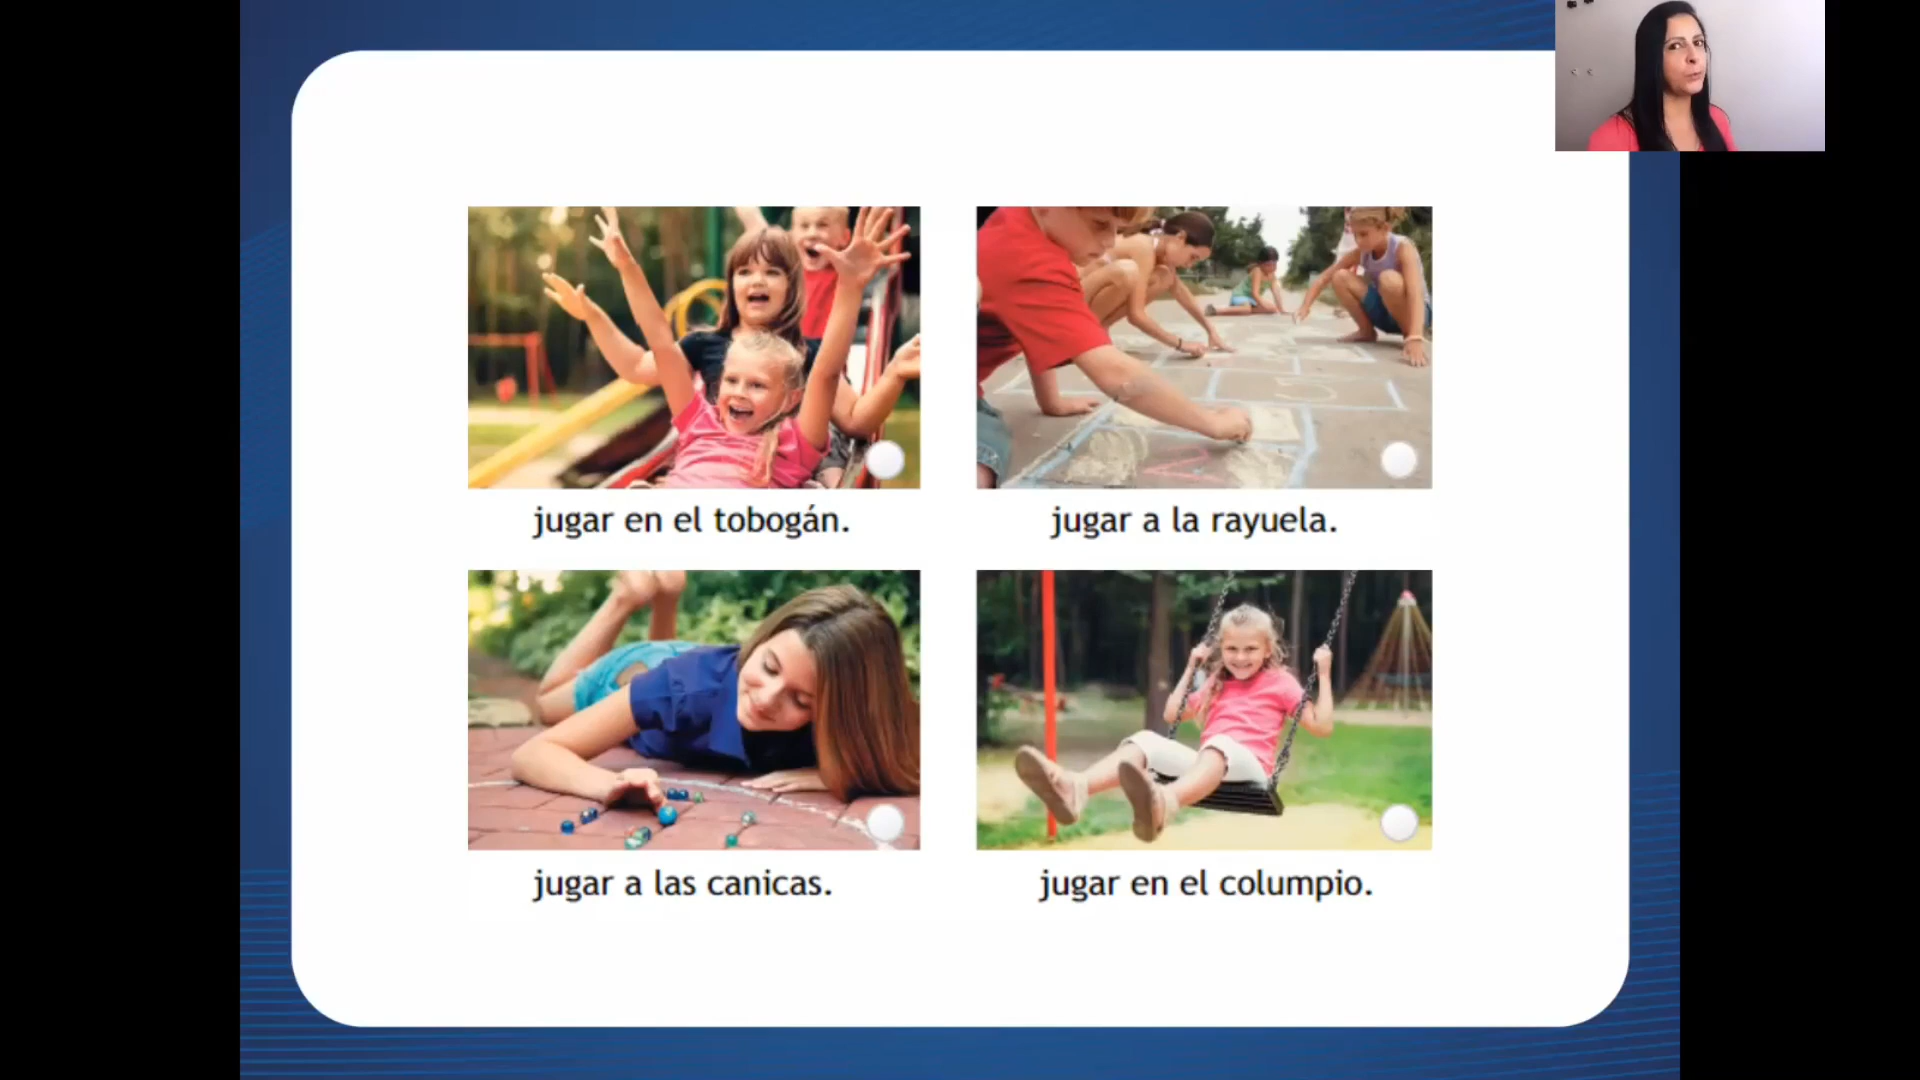 jugar en el tobogán.
jugar a la rayuela.
jugar a las canicas.
jugar en el columpio.